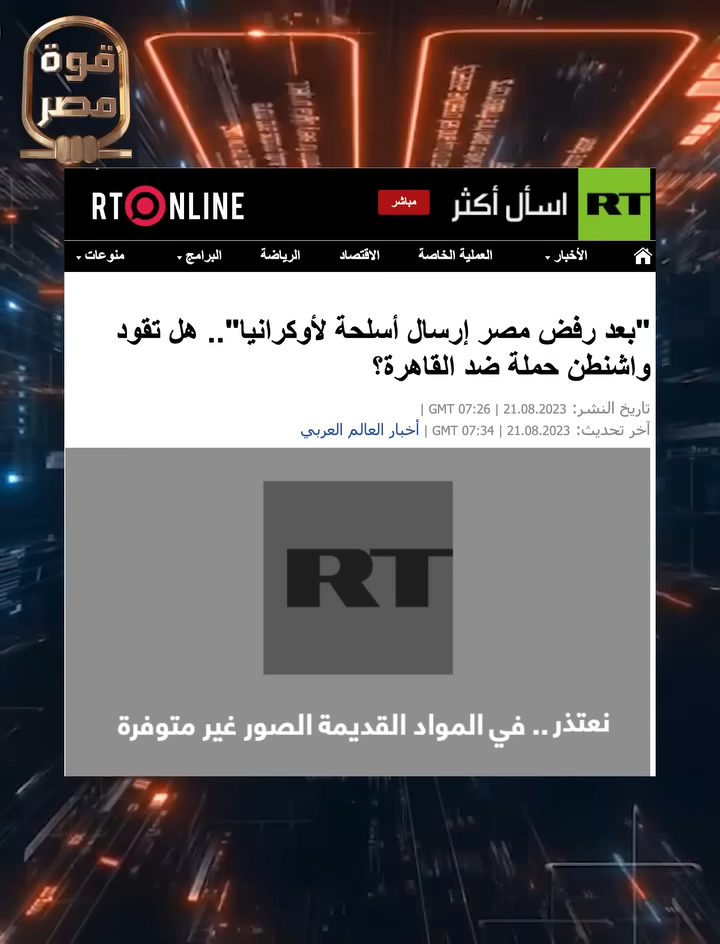 قوة
مصر
RT ONLINE
مباشر
اسأل أكثر
RT
الأخبار
العملية الخاصة
الاقتصاد
الرياضة
البرامج
منوعات
"بعد رفض مصر إرسال أسلحة لأوكرانيا".. هل تقود
واشنطن حملة ضد القاهرة؟
تاريخ النشر: 21.08.2023 | 07:26 GMT |
آخر تحديث: 21.08.2023 | 07:34 GMT | أخبار العالم العربي
RT
نعتذر .. في المواد القديمة الصور غير متوفرة